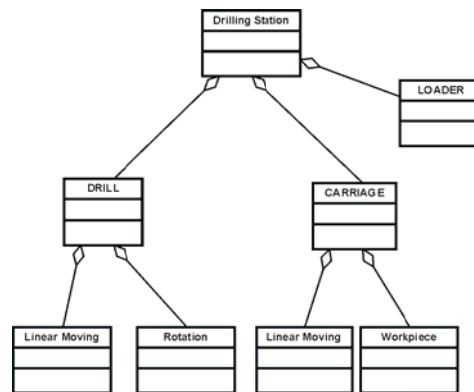 Drilling Station
LOADER
DRILL
CARRIAGE
Linear Moving
Rotation
Linear Moving
Workpiece